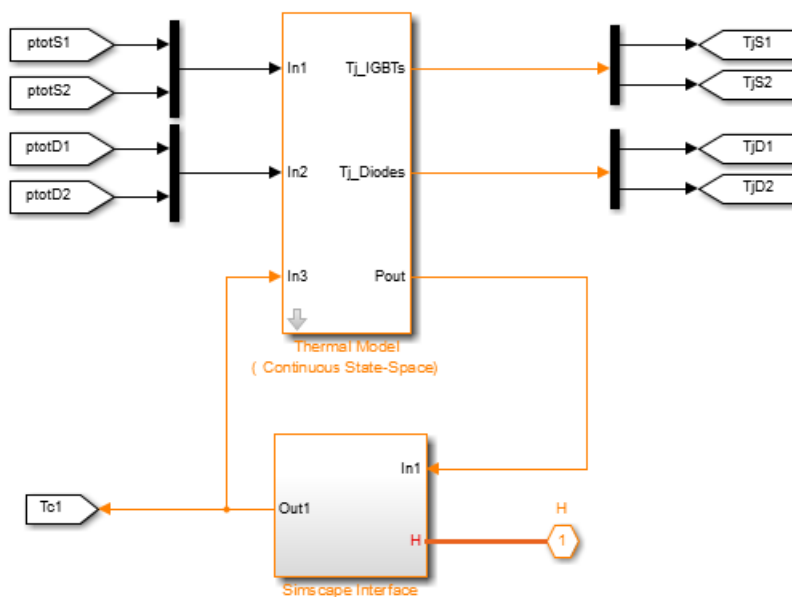 ptotS1
ptotS2
ptotD1
ptotD2
In1
In2
In3
Tj_IGBTs
Tj_Diodes
Pout
TjS1
TjS2
TjD1
TjD2
Thermal Model
( Continuous State-Space)
Tc1
Out1
In1
H
H
1
Simscape Interface